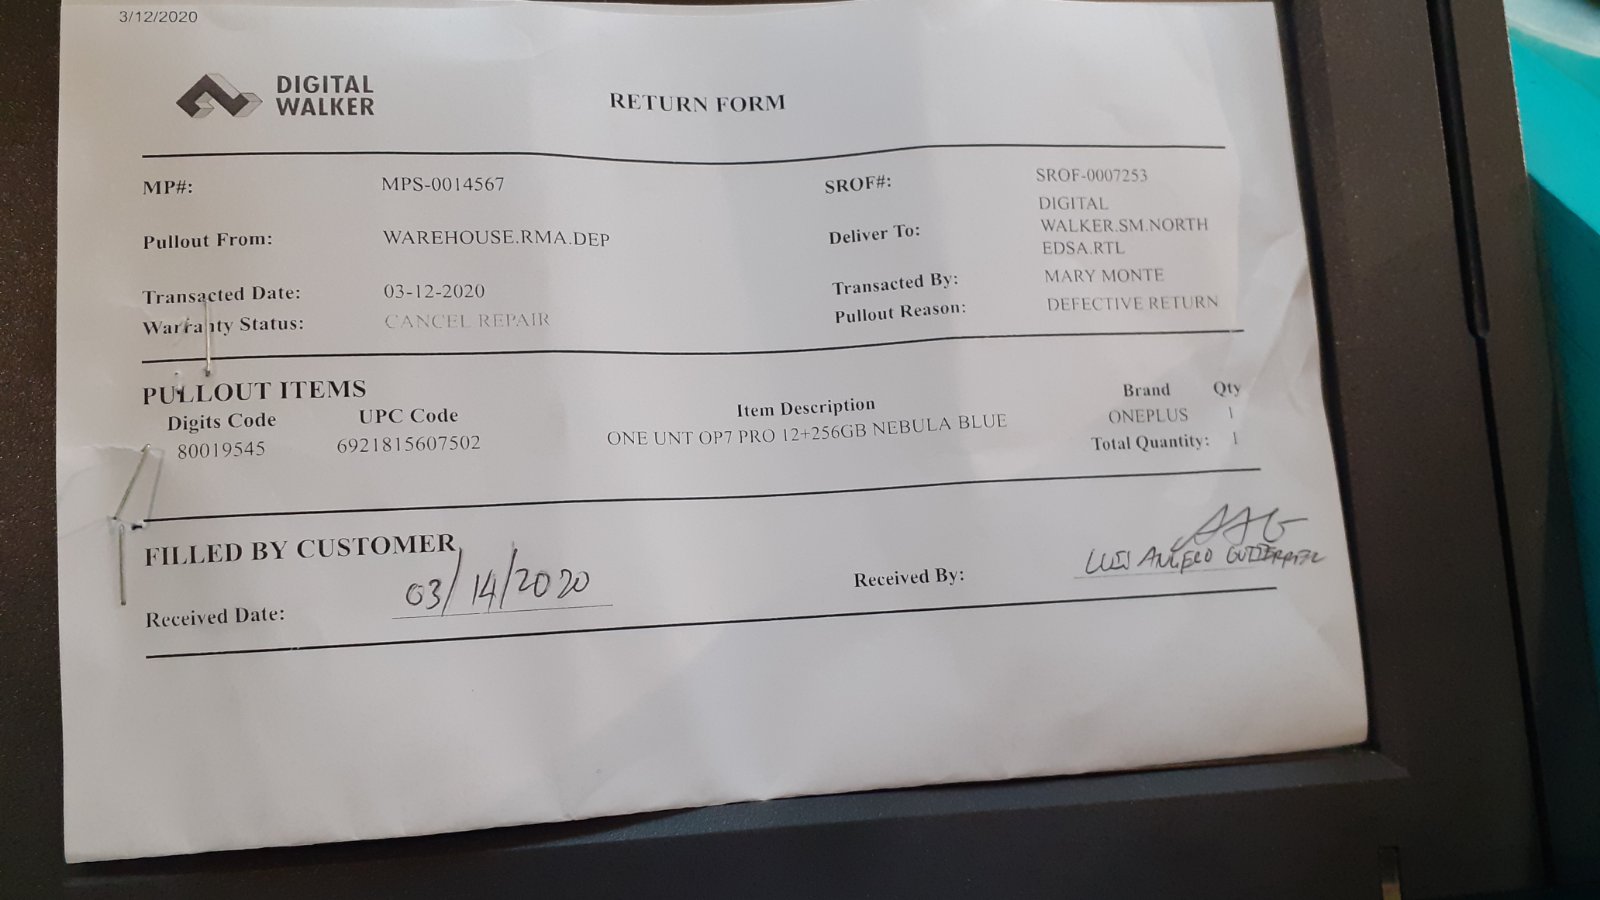 3/12/2020
DIGITAL
WALKER
RETURN FORM
MP#: MPS-0014567 SROF#: SROF-0007253
Pullout From: WAREHOUSE.RMA.DEP Deliver To: DIGITAL
WALKER.SM.NORTH
EDSA.RTL
Transacted Date: 03-12-2020 Transacted By: MARY MONTE
Warranty Status: CANCEL REPAIR Pullout Reason: DEFECTIVE RETURN
PULLOUT ITEMS
Digits Code UPC Code Item Description Brand Qty
80019545 6921815607502 ONE UNT OP7 PRO 12+256GB NEBULA BLUE ONEPLUS 1
Total Quantity: 1
FILLED BY CUSTOMER
Received Date: 03/14/2020 Received By: LUIS ANGELO GUTIERREZ